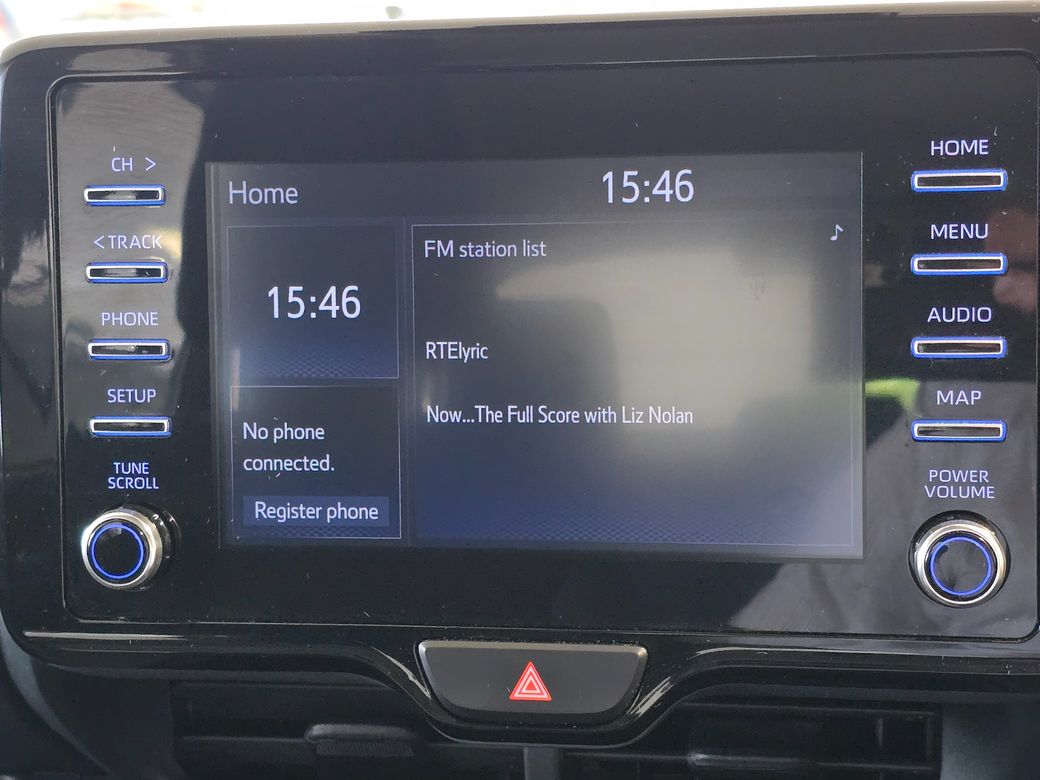 CH >
< TRACK
PHONE
SETUP
TUNE
SCROLL
Home
15:46
15:46
No phone
connected.
Register phone
FM station list
RTElyric
Now...The Full Score with Liz Nolan
HOME
MENU
AUDIO
MAP
POWER
VOLUME